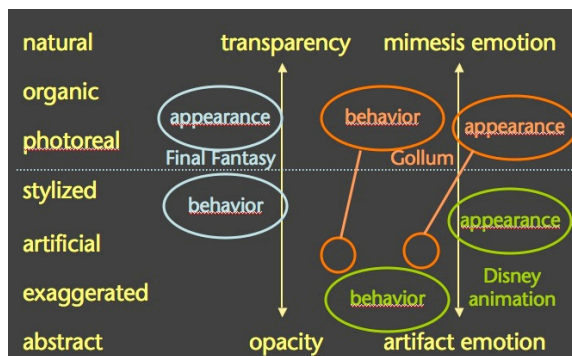 natural transparency mimesis emotion
organic
appearance behavior appearance
photoreal
Final Fantasy Gollum
stylized
behavior appearance
artificial
Disney
exaggerated behavior animation
abstract opacity artifact emotion